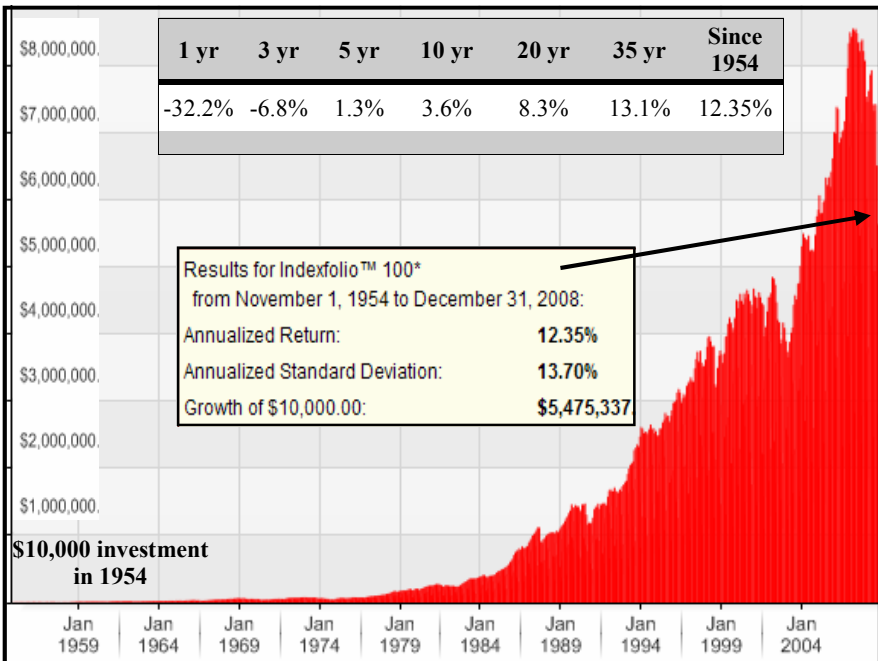 $8,000,000.
$7,000,000.
$6,000,000.
$5,000,000.
$4,000,000.
$3,000,000.
$2,000,000.
$1,000,000.
1 yr 3 yr 5 yr 10 yr 20 yr 35 yr Since 1954
-32.2% -6.8% 1.3% 3.6% 8.3% 13.1% 12.35%
Results for Indexfolio™ 100*
from November 1, 1954 to December 31, 2008:
Annualized Return: 12.35%
Annualized Standard Deviation: 13.70%
Growth of $10,000.00: $5,475,337.
$10,000 investment
in 1954
Jan Jan Jan Jan Jan Jan Jan Jan Jan Jan
1959 1964 1969 1974 1979 1984 1989 1994 1999 2004